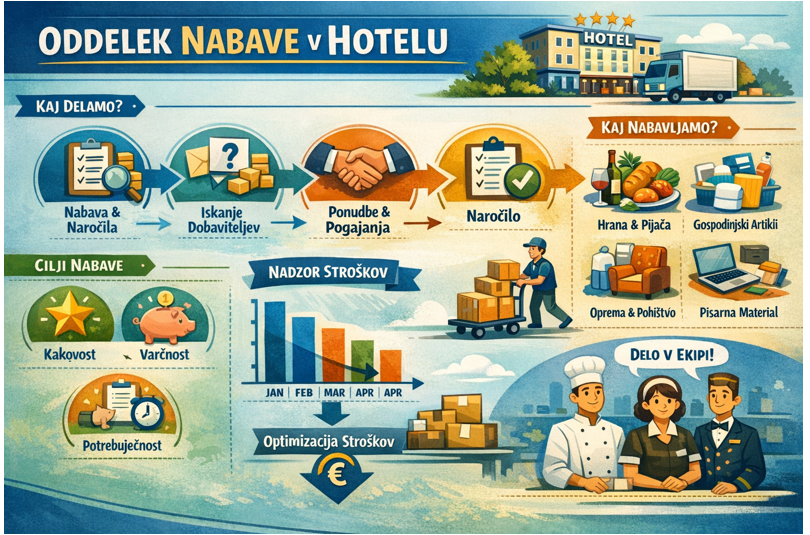 ODDELEK NABAVE V HOTELU
HOTEL
KAJ DELAMO?
Nabava &
Naročila
?
Iskanje
Dobaviteljev
Ponudbe &
Pogajanja
Naročilo
KAJ NABAVLJAMO?
Hrana & Pijača
Gospodinjski Artikli
Oprema & Pohištvo
Pisarna Material
CILJI NABAVE
Kakovost
1
Varčnost
Potrebuječnost
NADZOR STROŠKOV
JAN | FEB | MAR | APR | APR
Optimizacija Stroškov
€
DELO V EKIPI!